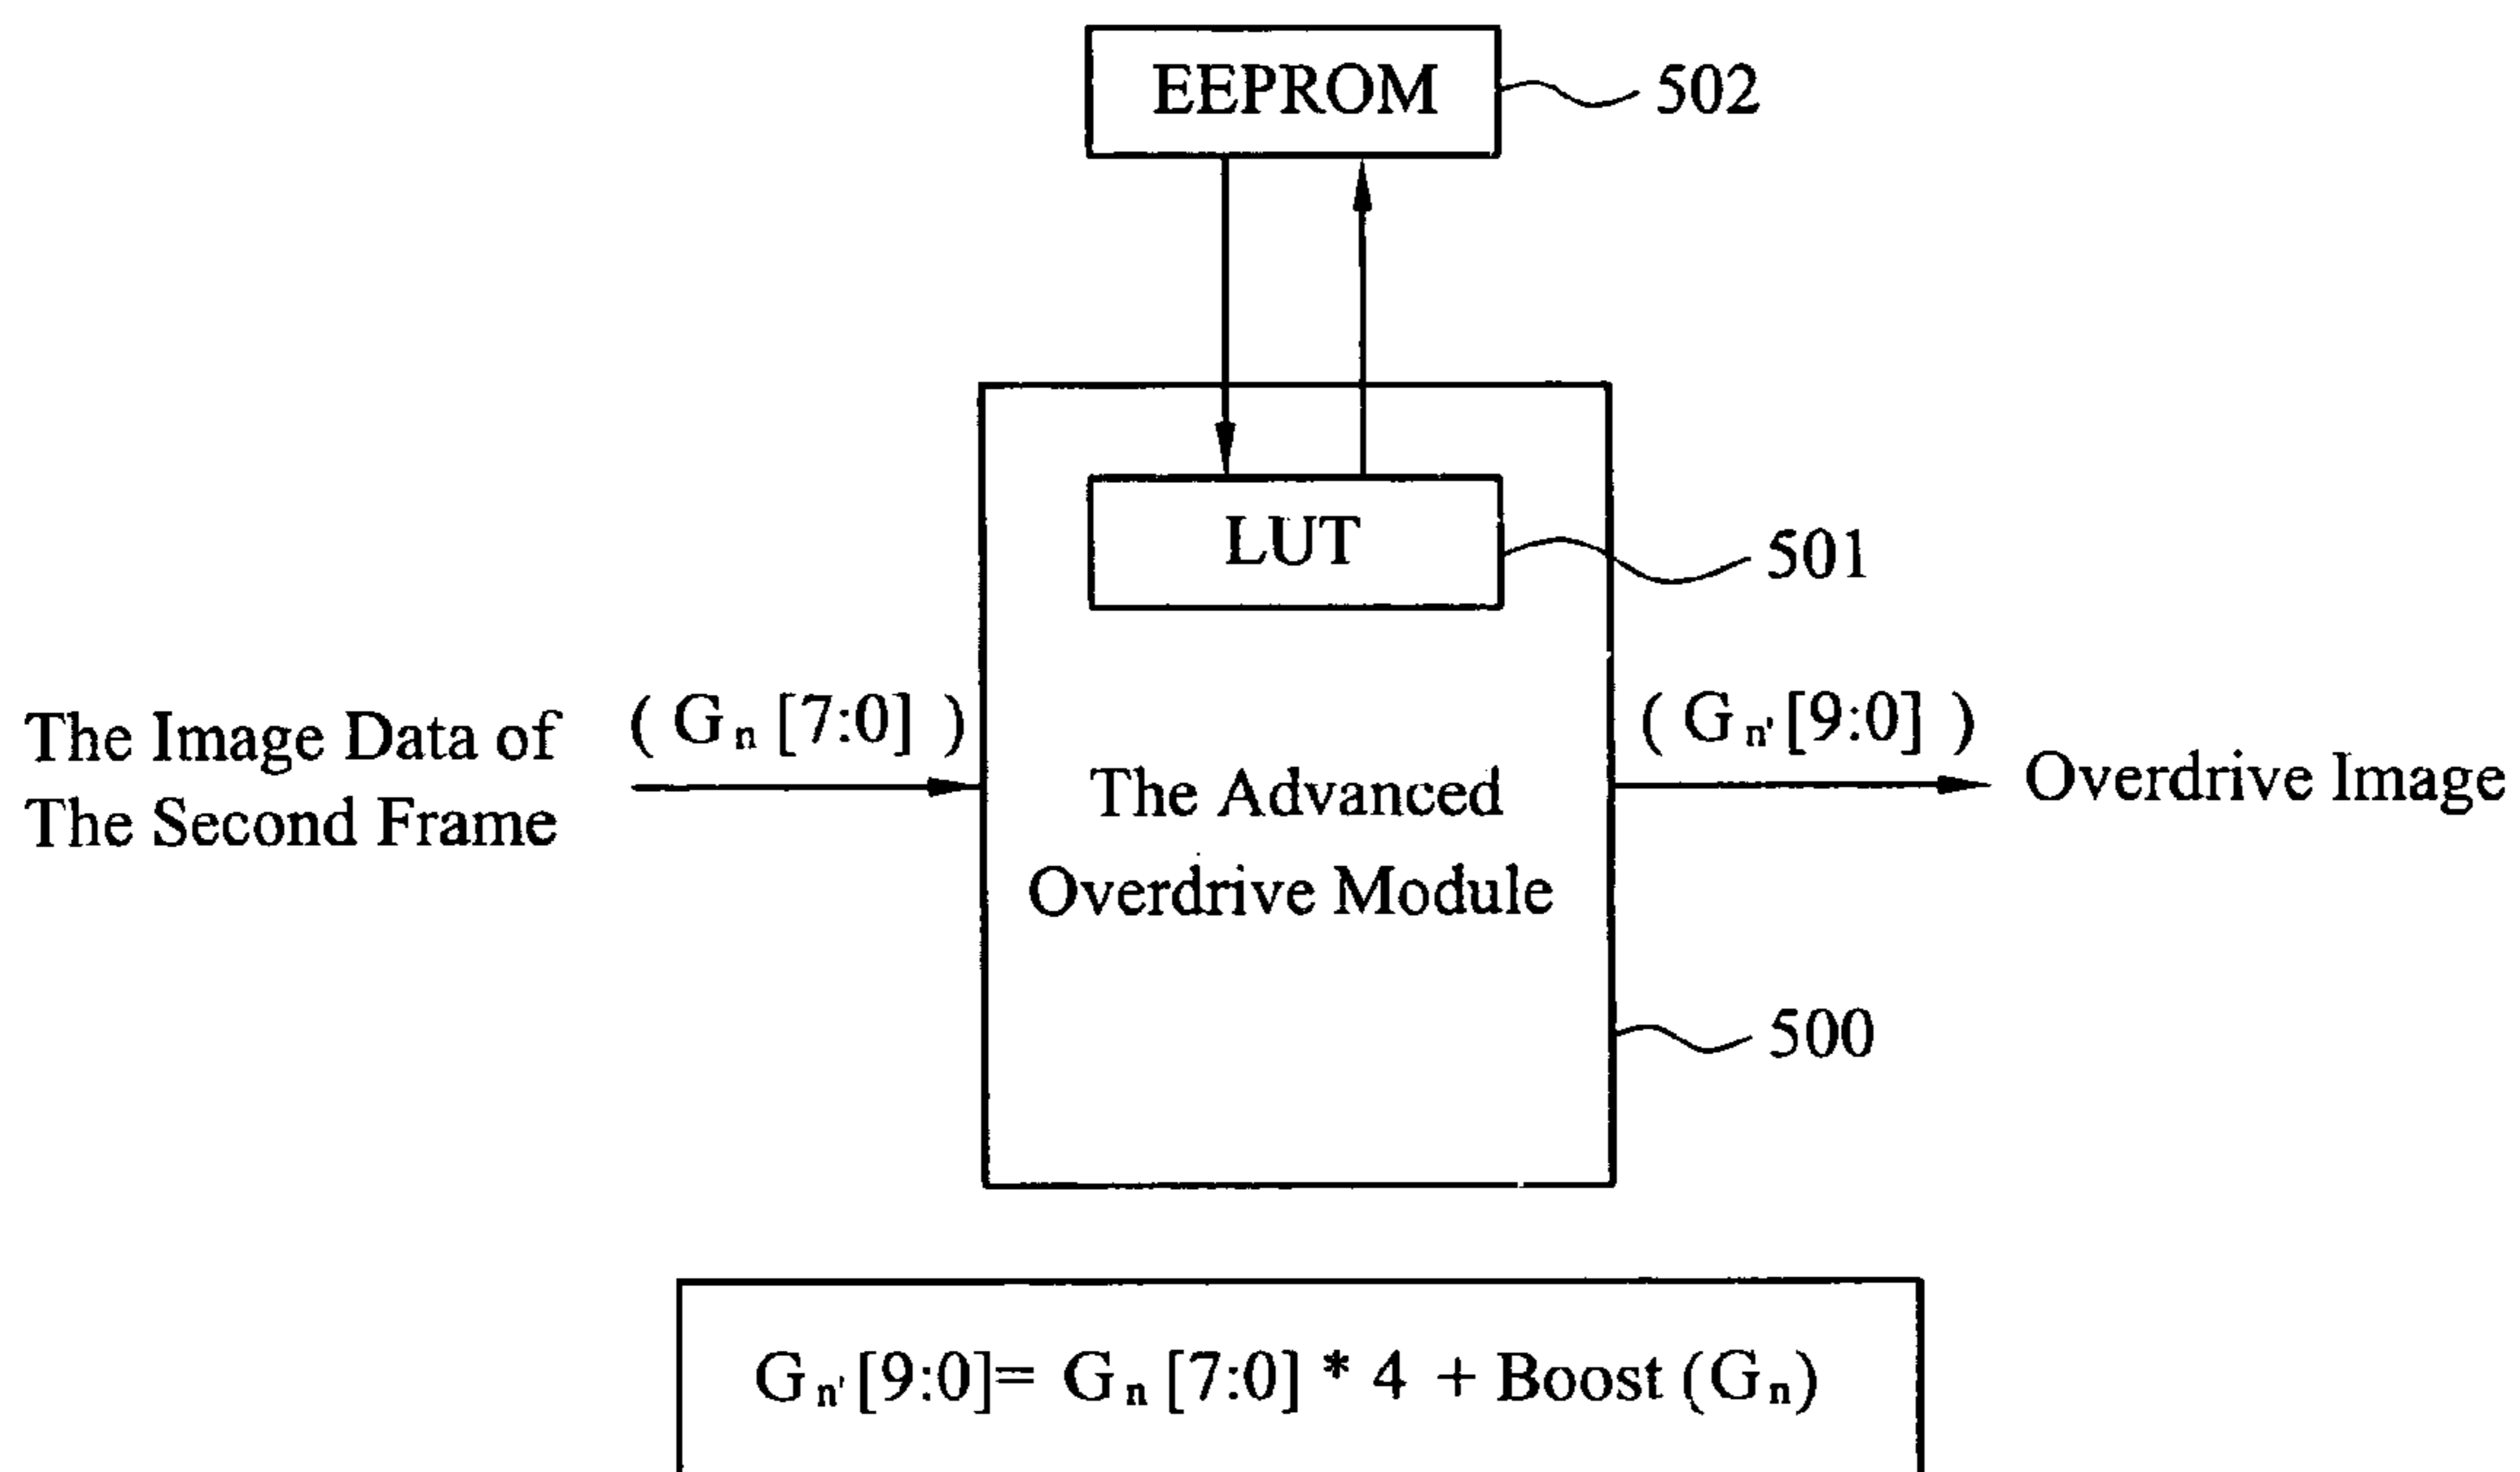 EEPROM
502
LUT
501
The Image Data of
The Second Frame
( Gn [7:0] )
The Advanced
Overdrive Module
( Gn' [9:0] )
Overdrive Image
500
Gn' [9:0]= Gn [7:0] * 4 + Boost (Gn)